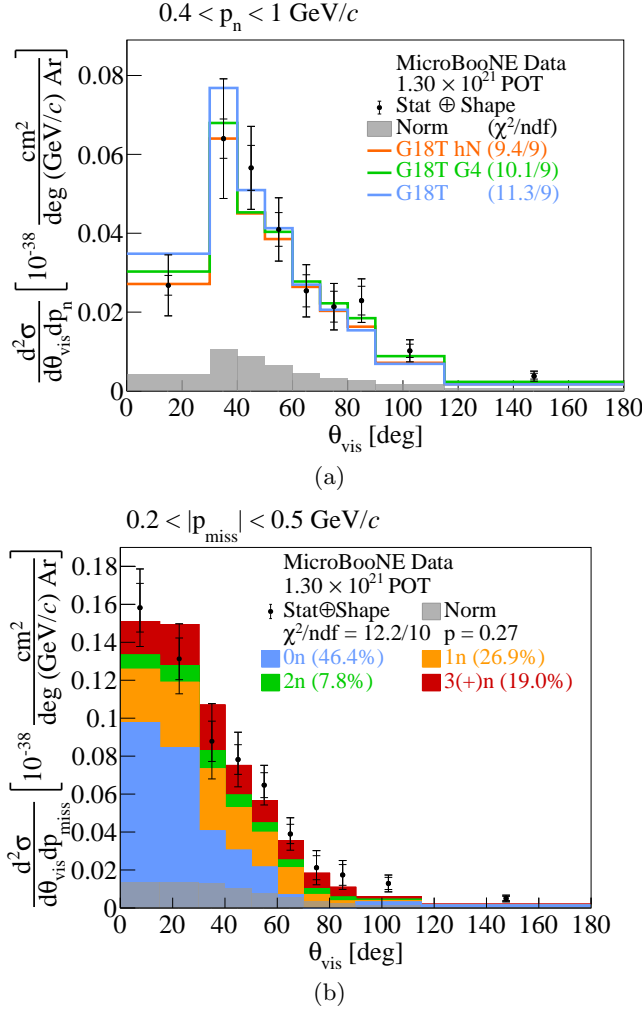 0.4 < pₙ < 1 GeV/c
d²σ/dθ_vis dpₙ [10⁻³⁸ cm²/deg (GeV/c) Ar]
MicroBooNE Data
1.30 × 10²¹ POT
Stat ⊕ Shape
Norm (χ²/ndf)
G18T hN (9.4/9)
G18T G4 (10.1/9)
G18T (11.3/9)
0.08
0.06
0.04
0.02
0
0 20 40 60 80 100 120 140 160 180
θ_vis [deg]
(a)
0.2 < |p_miss| < 0.5 GeV/c
d²σ/dθ_vis dp_miss [10⁻³⁸ cm²/deg (GeV/c) Ar]
MicroBooNE Data
1.30 × 10²¹ POT
Stat⊕Shape Norm
χ²/ndf = 12.2/10 p = 0.27
0n (46.4%) 1n (26.9%)
2n (7.8%) 3(+)n (19.0%)
0.18
0.16
0.14
0.12
0.1
0.08
0.06
0.04
0.02
0
0 20 40 60 80 100 120 140 160 180
θ_vis [deg]
(b)